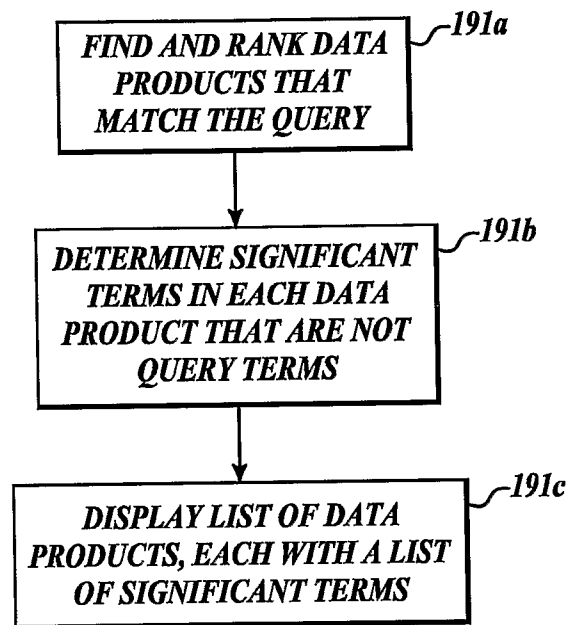 191a
FIND AND RANK DATA
PRODUCTS THAT
MATCH THE QUERY
191b
DETERMINE SIGNIFICANT
TERMS IN EACH DATA
PRODUCT THAT ARE NOT
QUERY TERMS
191c
DISPLAY LIST OF DATA
PRODUCTS, EACH WITH A LIST
OF SIGNIFICANT TERMS